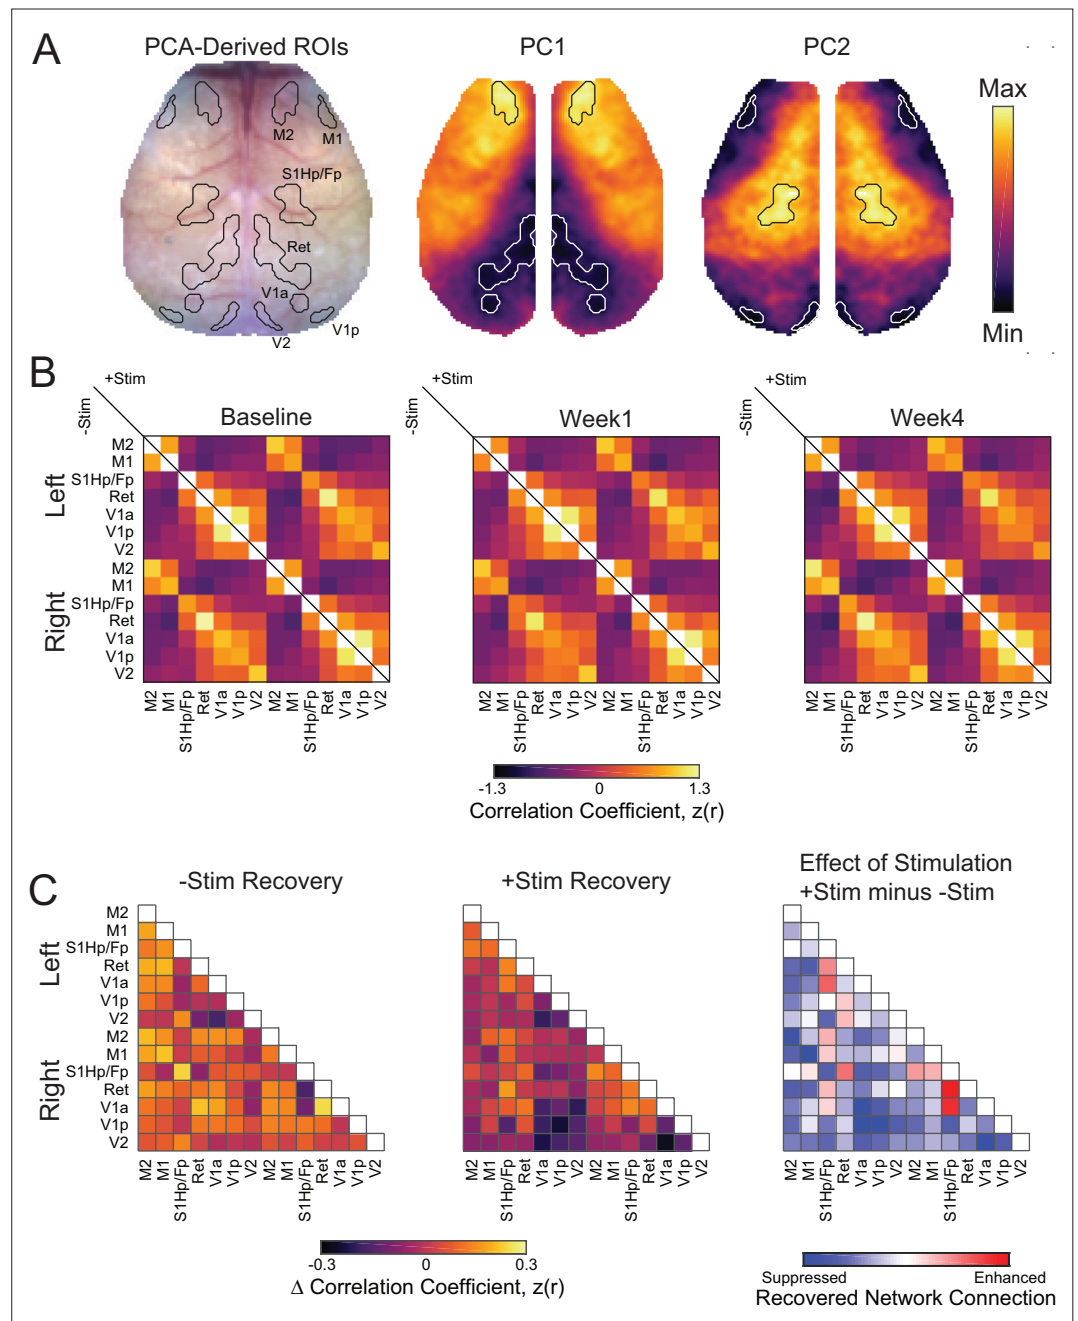 A
PCA-Derived ROIs
PC1
PC2
Max
Min
M2
M1
S1Hp/Fp
Ret
V1a
V1p
V2
B
+Stim
-Stim
Baseline
+Stim
-Stim
Week1
+Stim
-Stim
Week4
Left
Right
M2
M1
S1Hp/Fp
Ret
V1a
V1p
V2
M2
M1
S1Hp/Fp
Ret
V1a
V1p
V2
M2 M1 S1Hp/Fp Ret V1a V1p V2 M2 M1 S1Hp/Fp Ret V1a V1p V2
M2 M1 S1Hp/Fp Ret V1a V1p V2 M2 M1 S1Hp/Fp Ret V1a V1p V2
M2 M1 S1Hp/Fp Ret V1a V1p V2 M2 M1 S1Hp/Fp Ret V1a V1p V2
-1.3 0 1.3
Correlation Coefficient, z(r)
C
-Stim Recovery
+Stim Recovery
Effect of Stimulation
+Stim minus -Stim
Left
Right
M2
M1
S1Hp/Fp
Ret
V1a
V1p
V2
M2
M1
S1Hp/Fp
Ret
V1a
V1p
V2
M2 M1 S1Hp/Fp Ret V1a V1p V2 M2 M1 S1Hp/Fp Ret V1a V1p V2
M2 M1 S1Hp/Fp Ret V1a V1p V2 M2 M1 S1Hp/Fp Ret V1a V1p V2
M2 M1 S1Hp/Fp Ret V1a V1p V2 M2 M1 S1Hp/Fp Ret V1a V1p V2
-0.3 0 0.3
Δ Correlation Coefficient, z(r)
Suppressed Enhanced
Recovered Network Connection